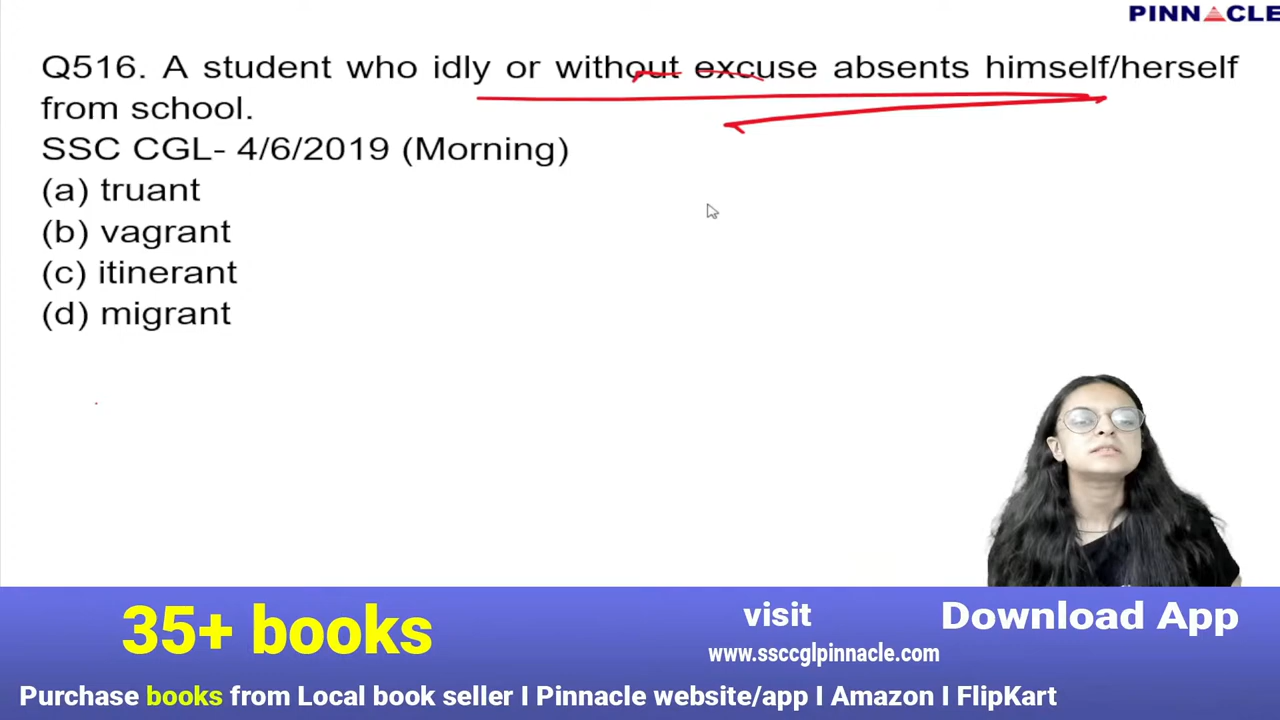 PINNACLE
Q516. A student who idly or without excuse absents himself/herself
from school.
SSC CGL- 4/6/2019 (Morning)
(a) truant
(b) vagrant
(c) itinerant
(d) migrant
35+ books
visit
www.ssccglpinnacle.com
Download App
Purchase books from Local book seller I Pinnacle website/app I Amazon I FlipKart